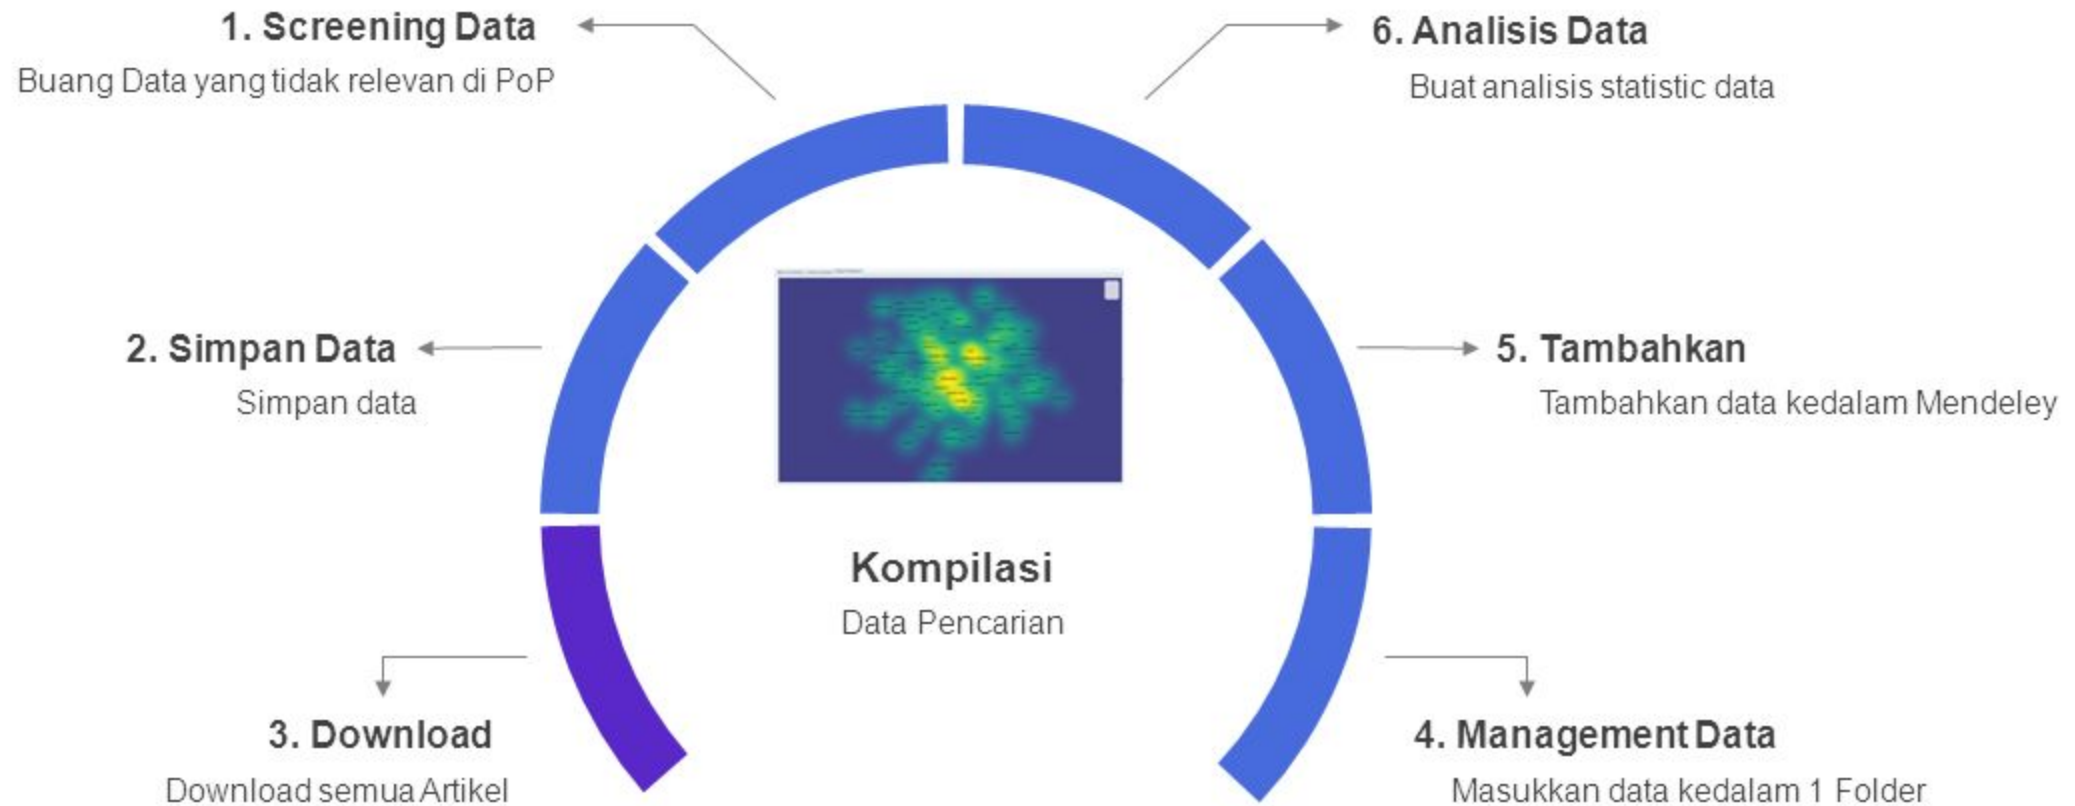 1. Screening Data
Buang Data yang tidak relevan di PoP
2. Simpan Data
Simpan data
3. Download
Download semua Artikel
4. Management Data
Masukkan data kedalam 1 Folder
5. Tambahkan
Tambahkan data kedalam Mendeley
6. Analisis Data
Buat analisis statistic data
Kompilasi
Data Pencarian